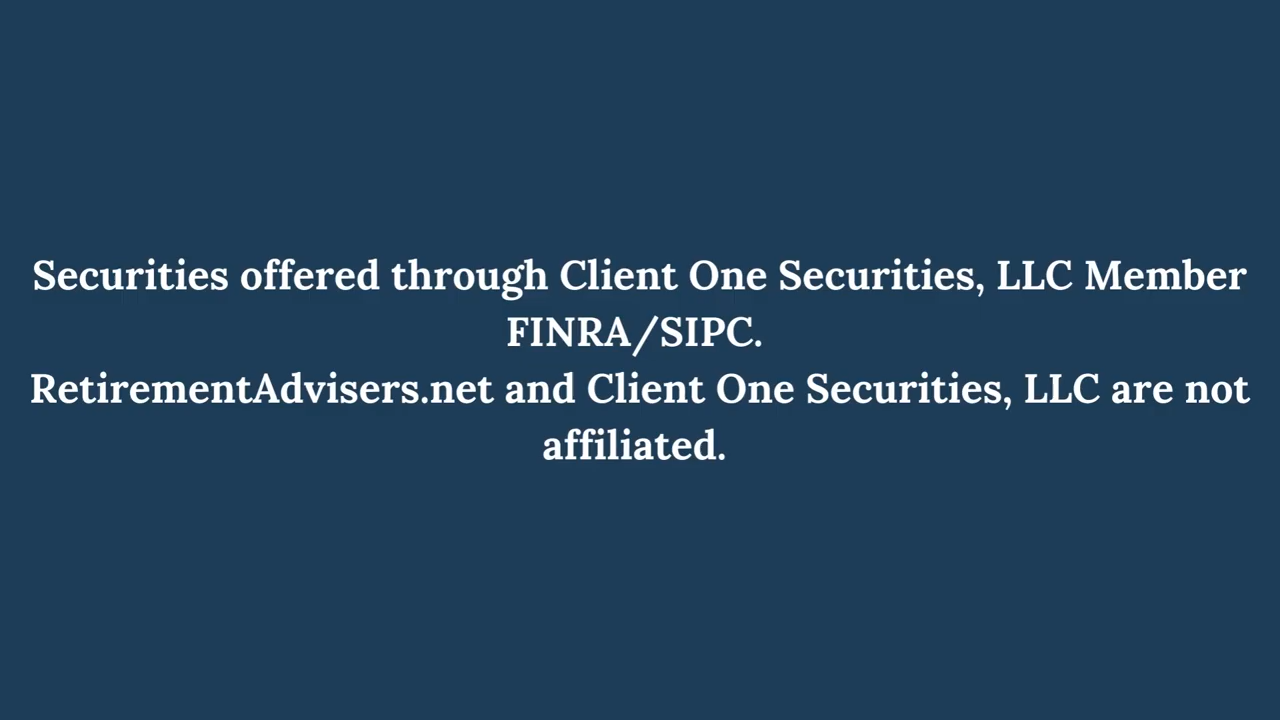 Securities offered through Client One Securities, LLC Member
FINRA/SIPC.
RetirementAdvisers.net and Client One Securities, LLC are not
affiliated.